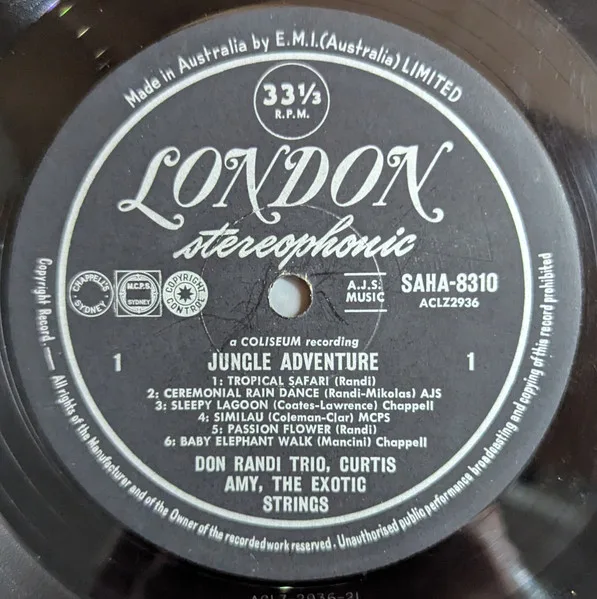 Made in Australia by E.M.I.(Australia) LIMITED
33 1/3
R.P.M.
LONDON
stereophonic
CHAPPELLS
SYDNEY
M.C.P.S.
SYDNEY
COPYRIGHT
CONTROL
A.J.S.
MUSIC
SAHA-8310
ACLZ2936
a COLISEUM recording
1 JUNGLE ADVENTURE 1
1: TROPICAL SAFARI (Randi)
2: CEREMONIAL RAIN DANCE (Randi-Mikolas) AJS
3: SLEEPY LAGOON (Coates-Lawrence) Chappell
4: SIMILAU (Coleman-Clar) MCPS
5: PASSION FLOWER (Randi)
6: BABY ELEPHANT WALK (Mancini) Chappell
DON RANDI TRIO, CURTIS
AMY, THE EXOTIC
STRINGS
Copyright Record. — All rights of the Manufacturer and of the Owner of the recorded work reserved. Unauthorised public performance broadcasting and copying of this record prohibited